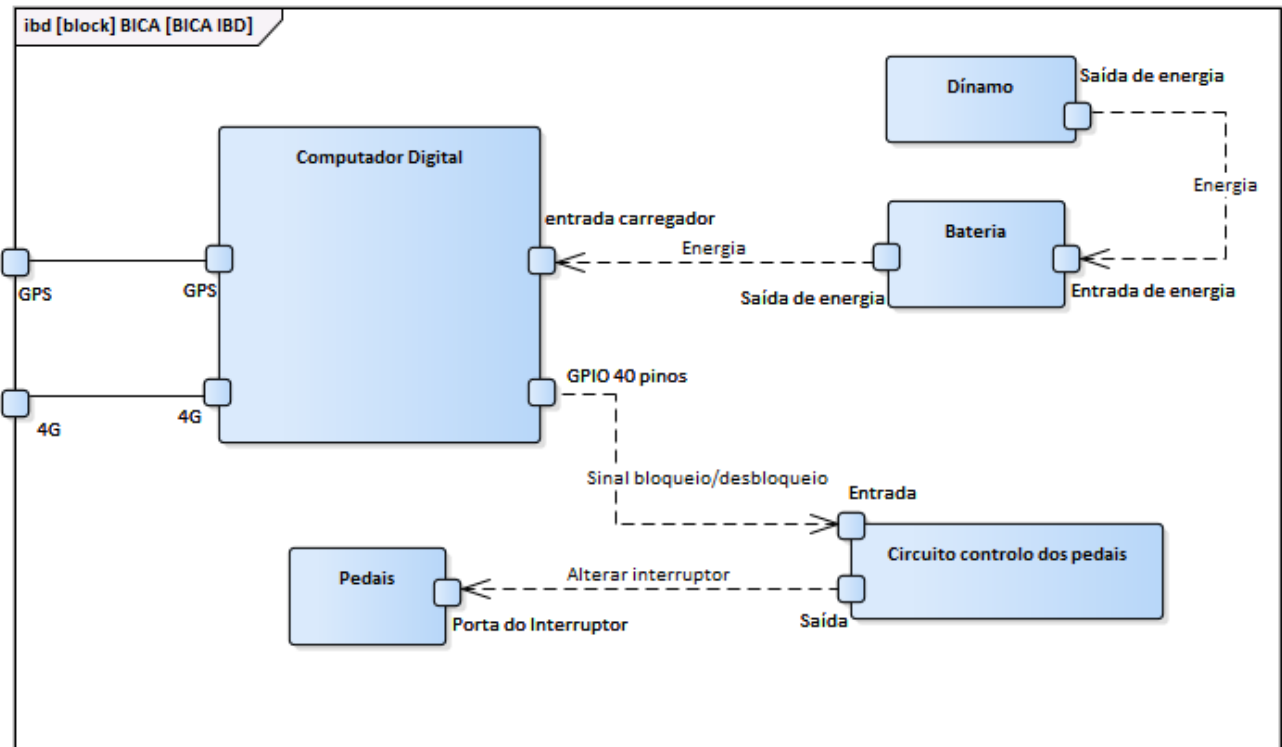 ibd [block] BICA [BICA IBD]
Dínamo
Saída de energia
Computador Digital
Energia
entrada carregador
Bateria
Energia
GPS
GPS
Saída de energia
Entrada de energia
GPIO 40 pinos
4G
4G
Sinal bloqueio/desbloqueio
Entrada
Circuito controlo dos pedais
Pedais
Alterar interruptor
Porta do Interruptor
Saída